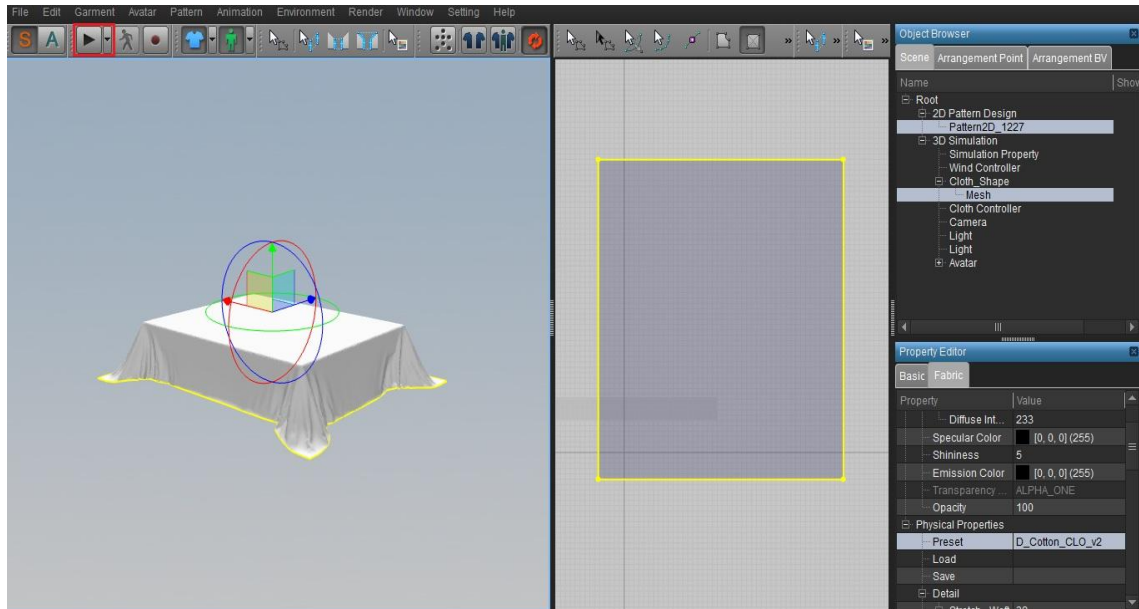 File Edit Garment Avatar Pattern Animation Environment Render Window Setting Help
S A
Object Browser
Scene Arrangement Point Arrangement BV
Name Show
Root
2D Pattern Design
Pattern2D_1227
3D Simulation
Simulation Property
Wind Controller
Cloth_Shape
Mesh
Cloth Controller
Camera
Light
Light
Avatar
Property Editor
Basic Fabric
Property Value
Diffuse Int... 233
Specular Color [0, 0, 0] (255)
Shininess 5
Emission Color [0, 0, 0] (255)
Transparency ... ALPHA_ONE
Opacity 100
Physical Properties
Preset D_Cotton_CLO_v2
Load
Save
Detail